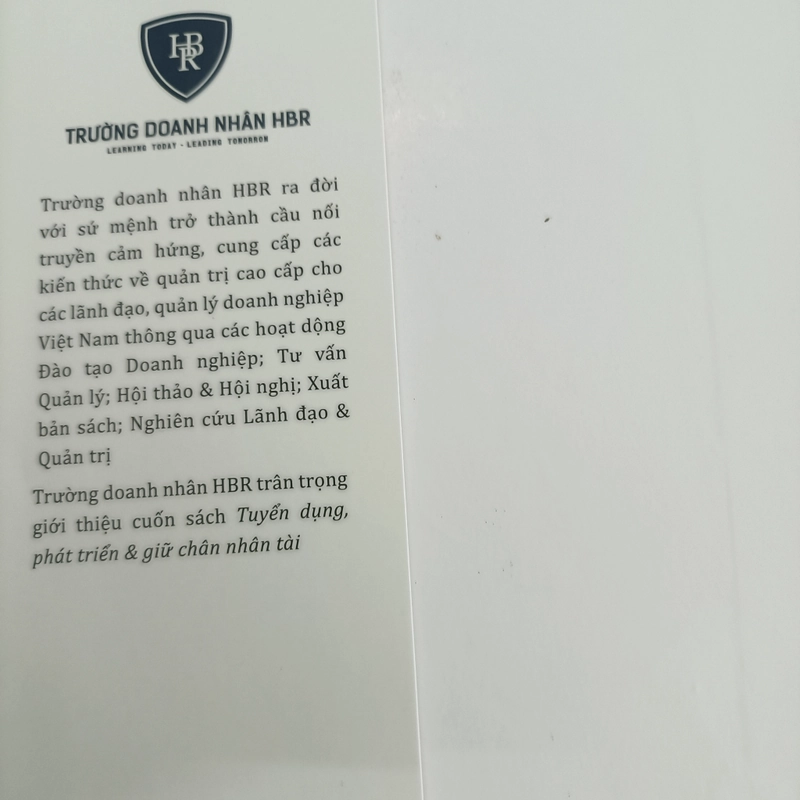 HBR
TRƯỜNG DOANH NHÂN HBR
LEARNING TODAY - LEADING TOMORROW
Trường doanh nhân HBR ra đời
với sứ mệnh trở thành cầu nối
truyền cảm hứng, cung cấp các
kiến thức về quản trị cao cấp cho
các lãnh đạo, quản lý doanh nghiệp
Việt Nam thông qua các hoạt dộng
Đào tạo Doanh nghiệp; Tư vấn
Quản lý; Hội thảo & Hội nghị; Xuất
bản sách; Nghiên cứu Lãnh đạo &
Quản trị
Trường doanh nhân HBR trân trọng
giới thiệu cuốn sách Tuyển dụng,
phát triển & giữ chân nhân tài